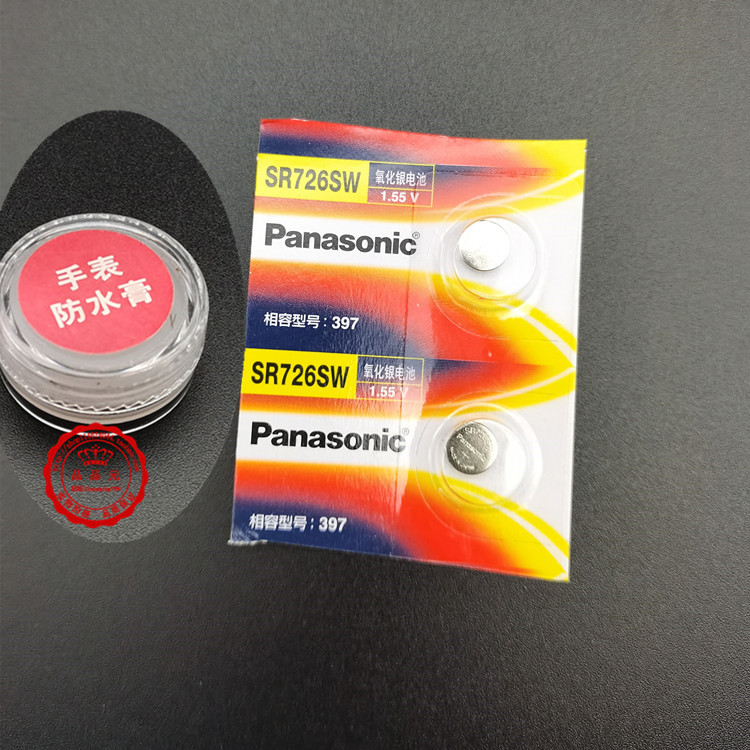 手表
防水膏
SR726SW
氧化银电池
1.55 V
Panasonic®
相容型号: 397
SR726SW
氧化银电池
1.55 V
Panasonic
相容型号: 397